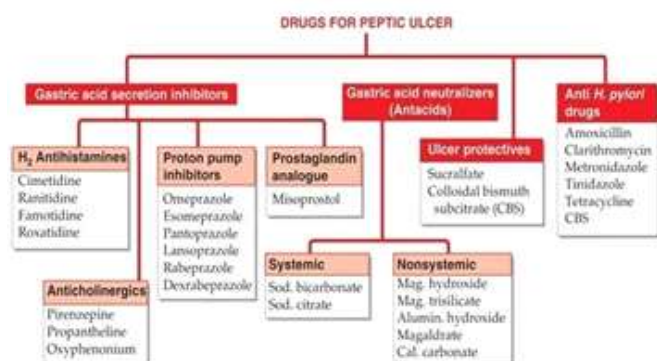 DRUGS FOR PEPTIC ULCER
Gastric acid secretion inhibitors
H₂ Antihistamines
Cimetidine
Ranitidine
Famotidine
Roxatidine
Anticholinergics
Pirenzepine
Propantheline
Oxyphenonium
Proton pump
inhibitors
Omeprazole
Esomeprazole
Pantoprazole
Lansoprazole
Rabeprazole
Dexrabeprazole
Prostaglandin
analogue
Misoprostol
Gastric acid neutralizers
(Antacids)
Systemic
Sod. bicarbonate
Sod. citrate
Nonsystemic
Mag. hydroxide
Mag. trisilicate
Alumin. hydroxide
Magaldrate
Cal. carbonate
Ulcer protectives
Sucralfate
Colloidal bismuth
subcitrate (CBS)
Anti H. pylori
drugs
Amoxicillin
Clarithromycin
Metronidazole
Tinidazole
Tetracycline
CBS